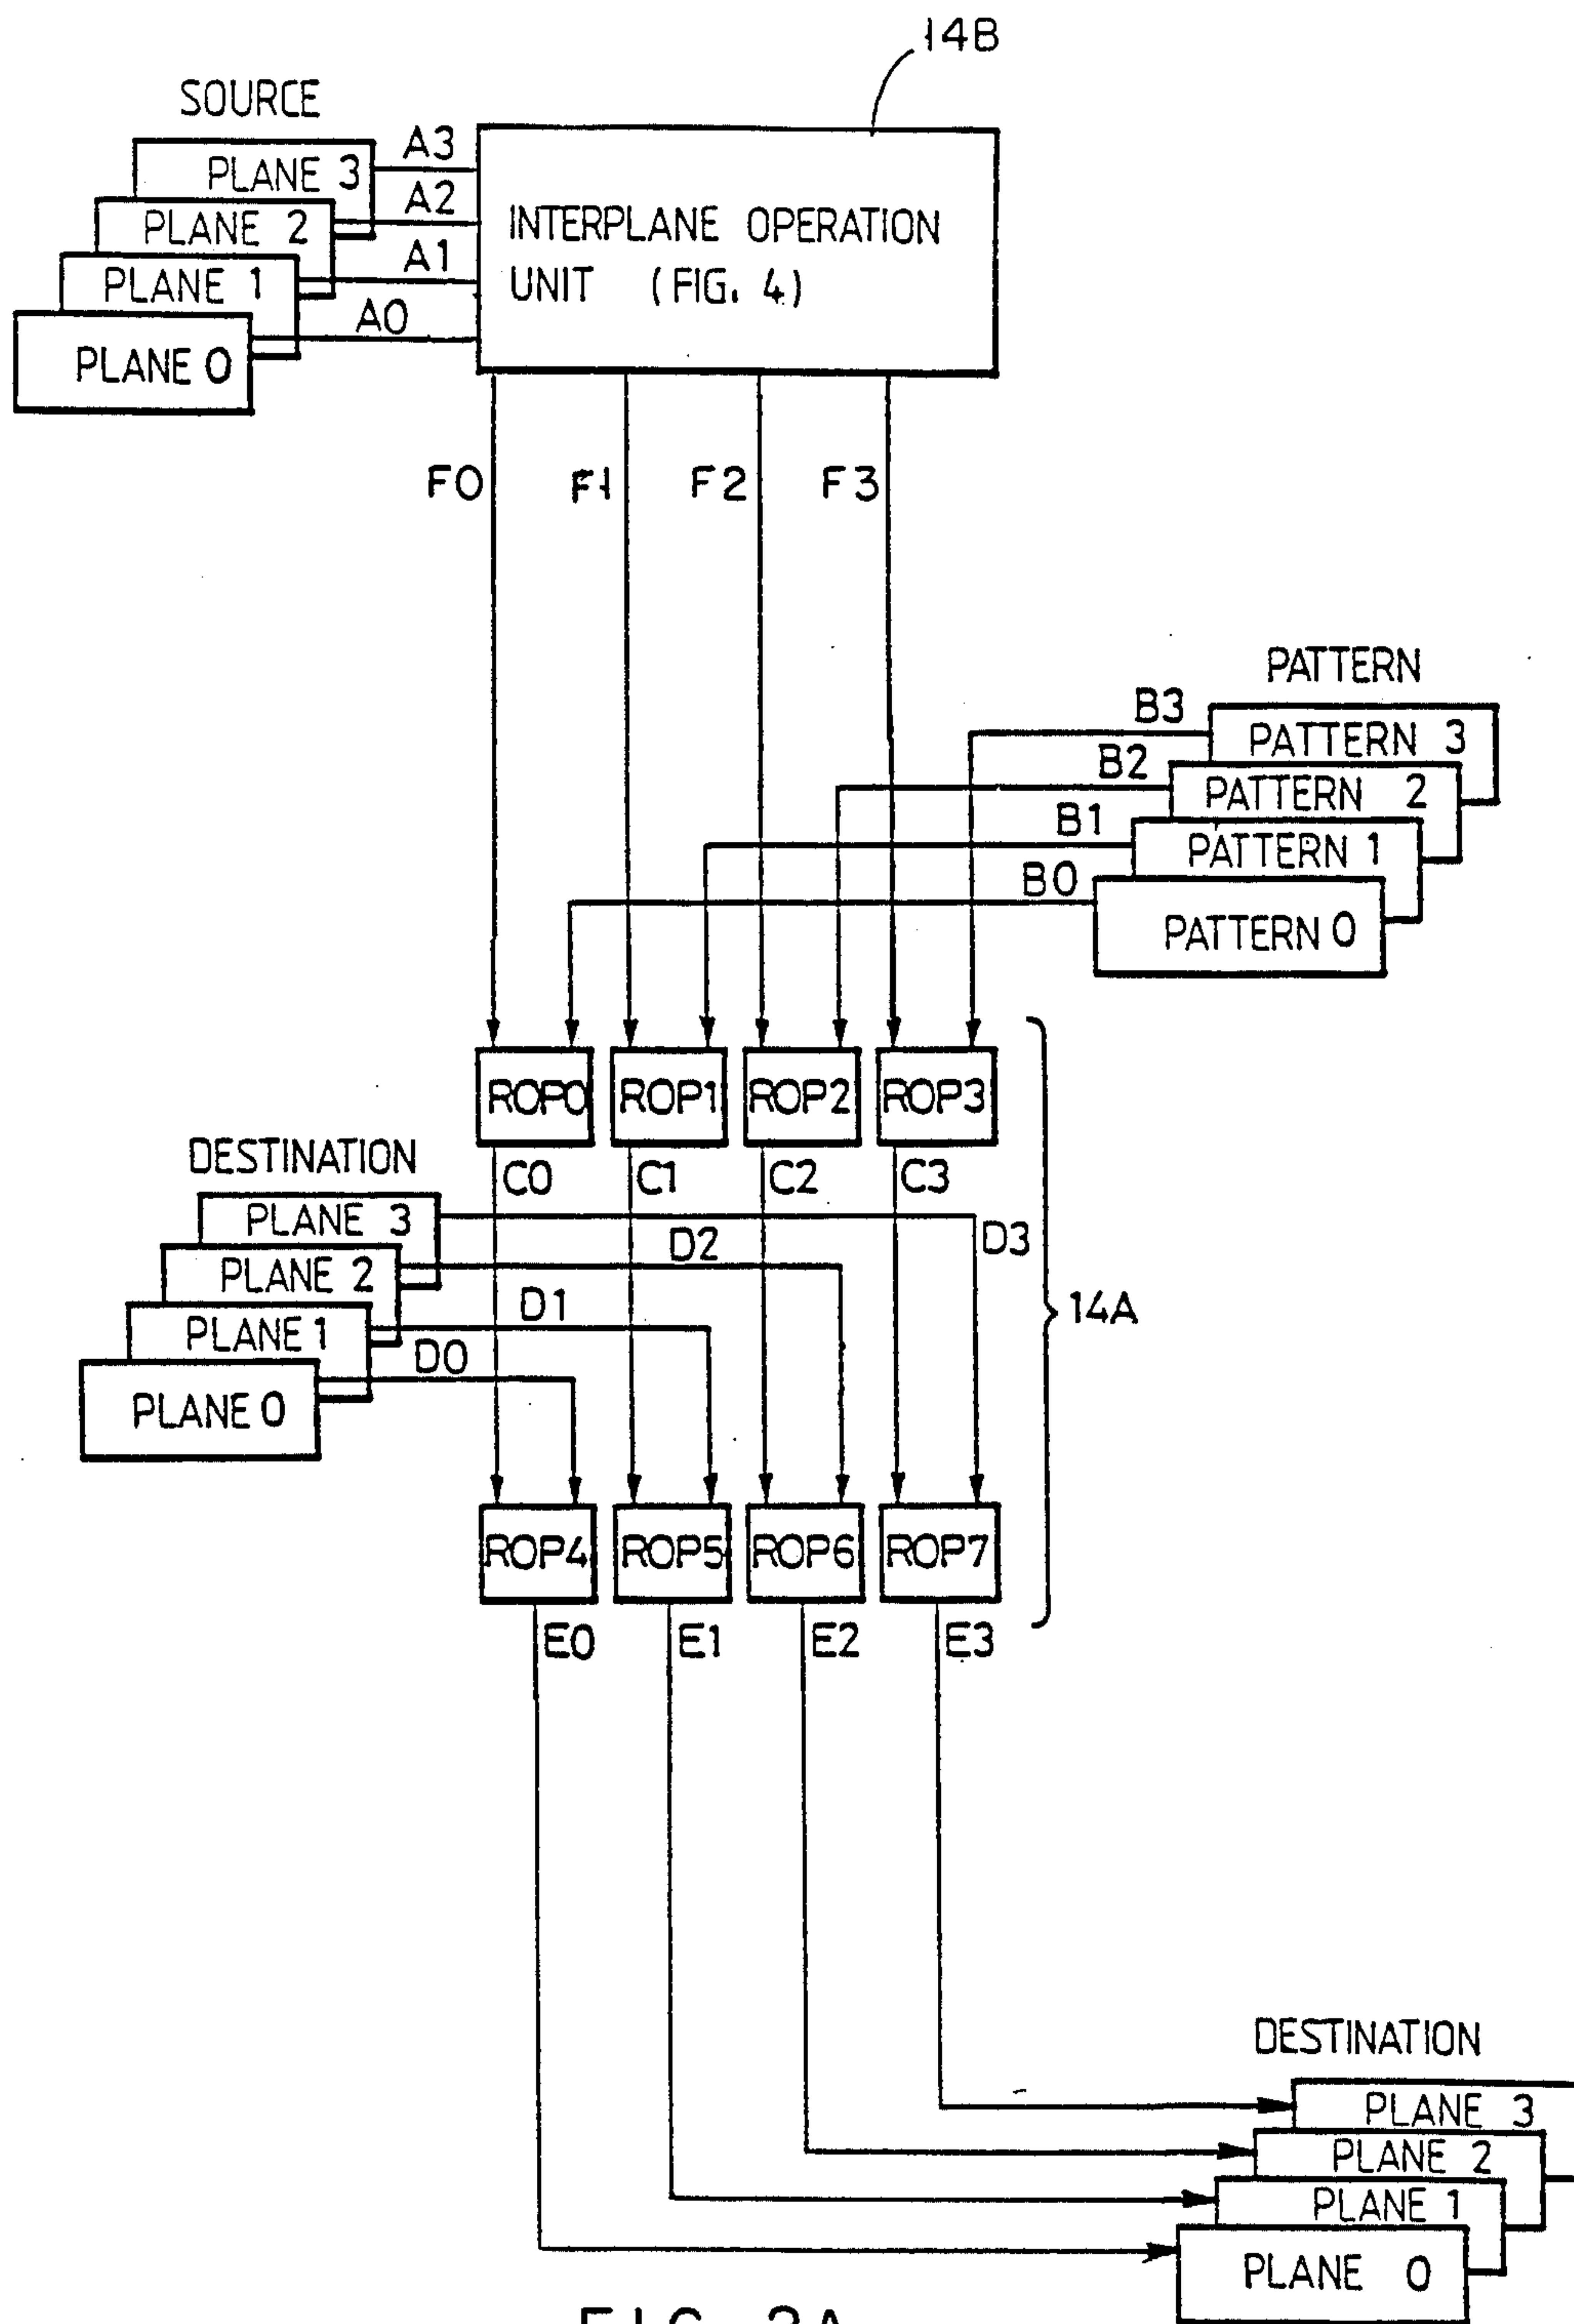 14B
SOURCE
PLANE 3
PLANE 2
PLANE 1
PLANE 0
A3
A2
A1
A0
INTERPLANE OPERATION
UNIT (FIG. 4)
F0 F1 F2 F3
PATTERN
B3
PATTERN 3
B2
PATTERN 2
B1
PATTERN 1
B0
PATTERN 0
ROP0 ROP1 ROP2 ROP3
C0 C1 C2 C3
DESTINATION
PLANE 3
PLANE 2
PLANE 1
PLANE 0
D3
D2
D1
D0
14A
ROP4 ROP5 ROP6 ROP7
E0 E1 E2 E3
DESTINATION
PLANE 3
PLANE 2
PLANE 1
PLANE 0